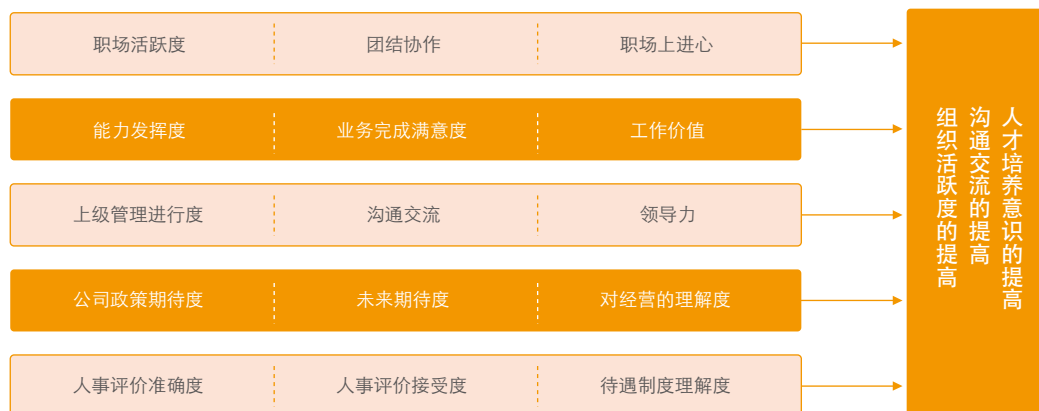 职场活跃度
团结协作
职场上进心
能力发挥度
业务完成满意度
工作价值
上级管理进行度
沟通交流
领导力
公司政策期待度
未来期待度
对经营的理解度
人事评价准确度
人事评价接受度
待遇制度理解度
人才培养意识的提高
沟通交流的提高
组织活跃度的提高